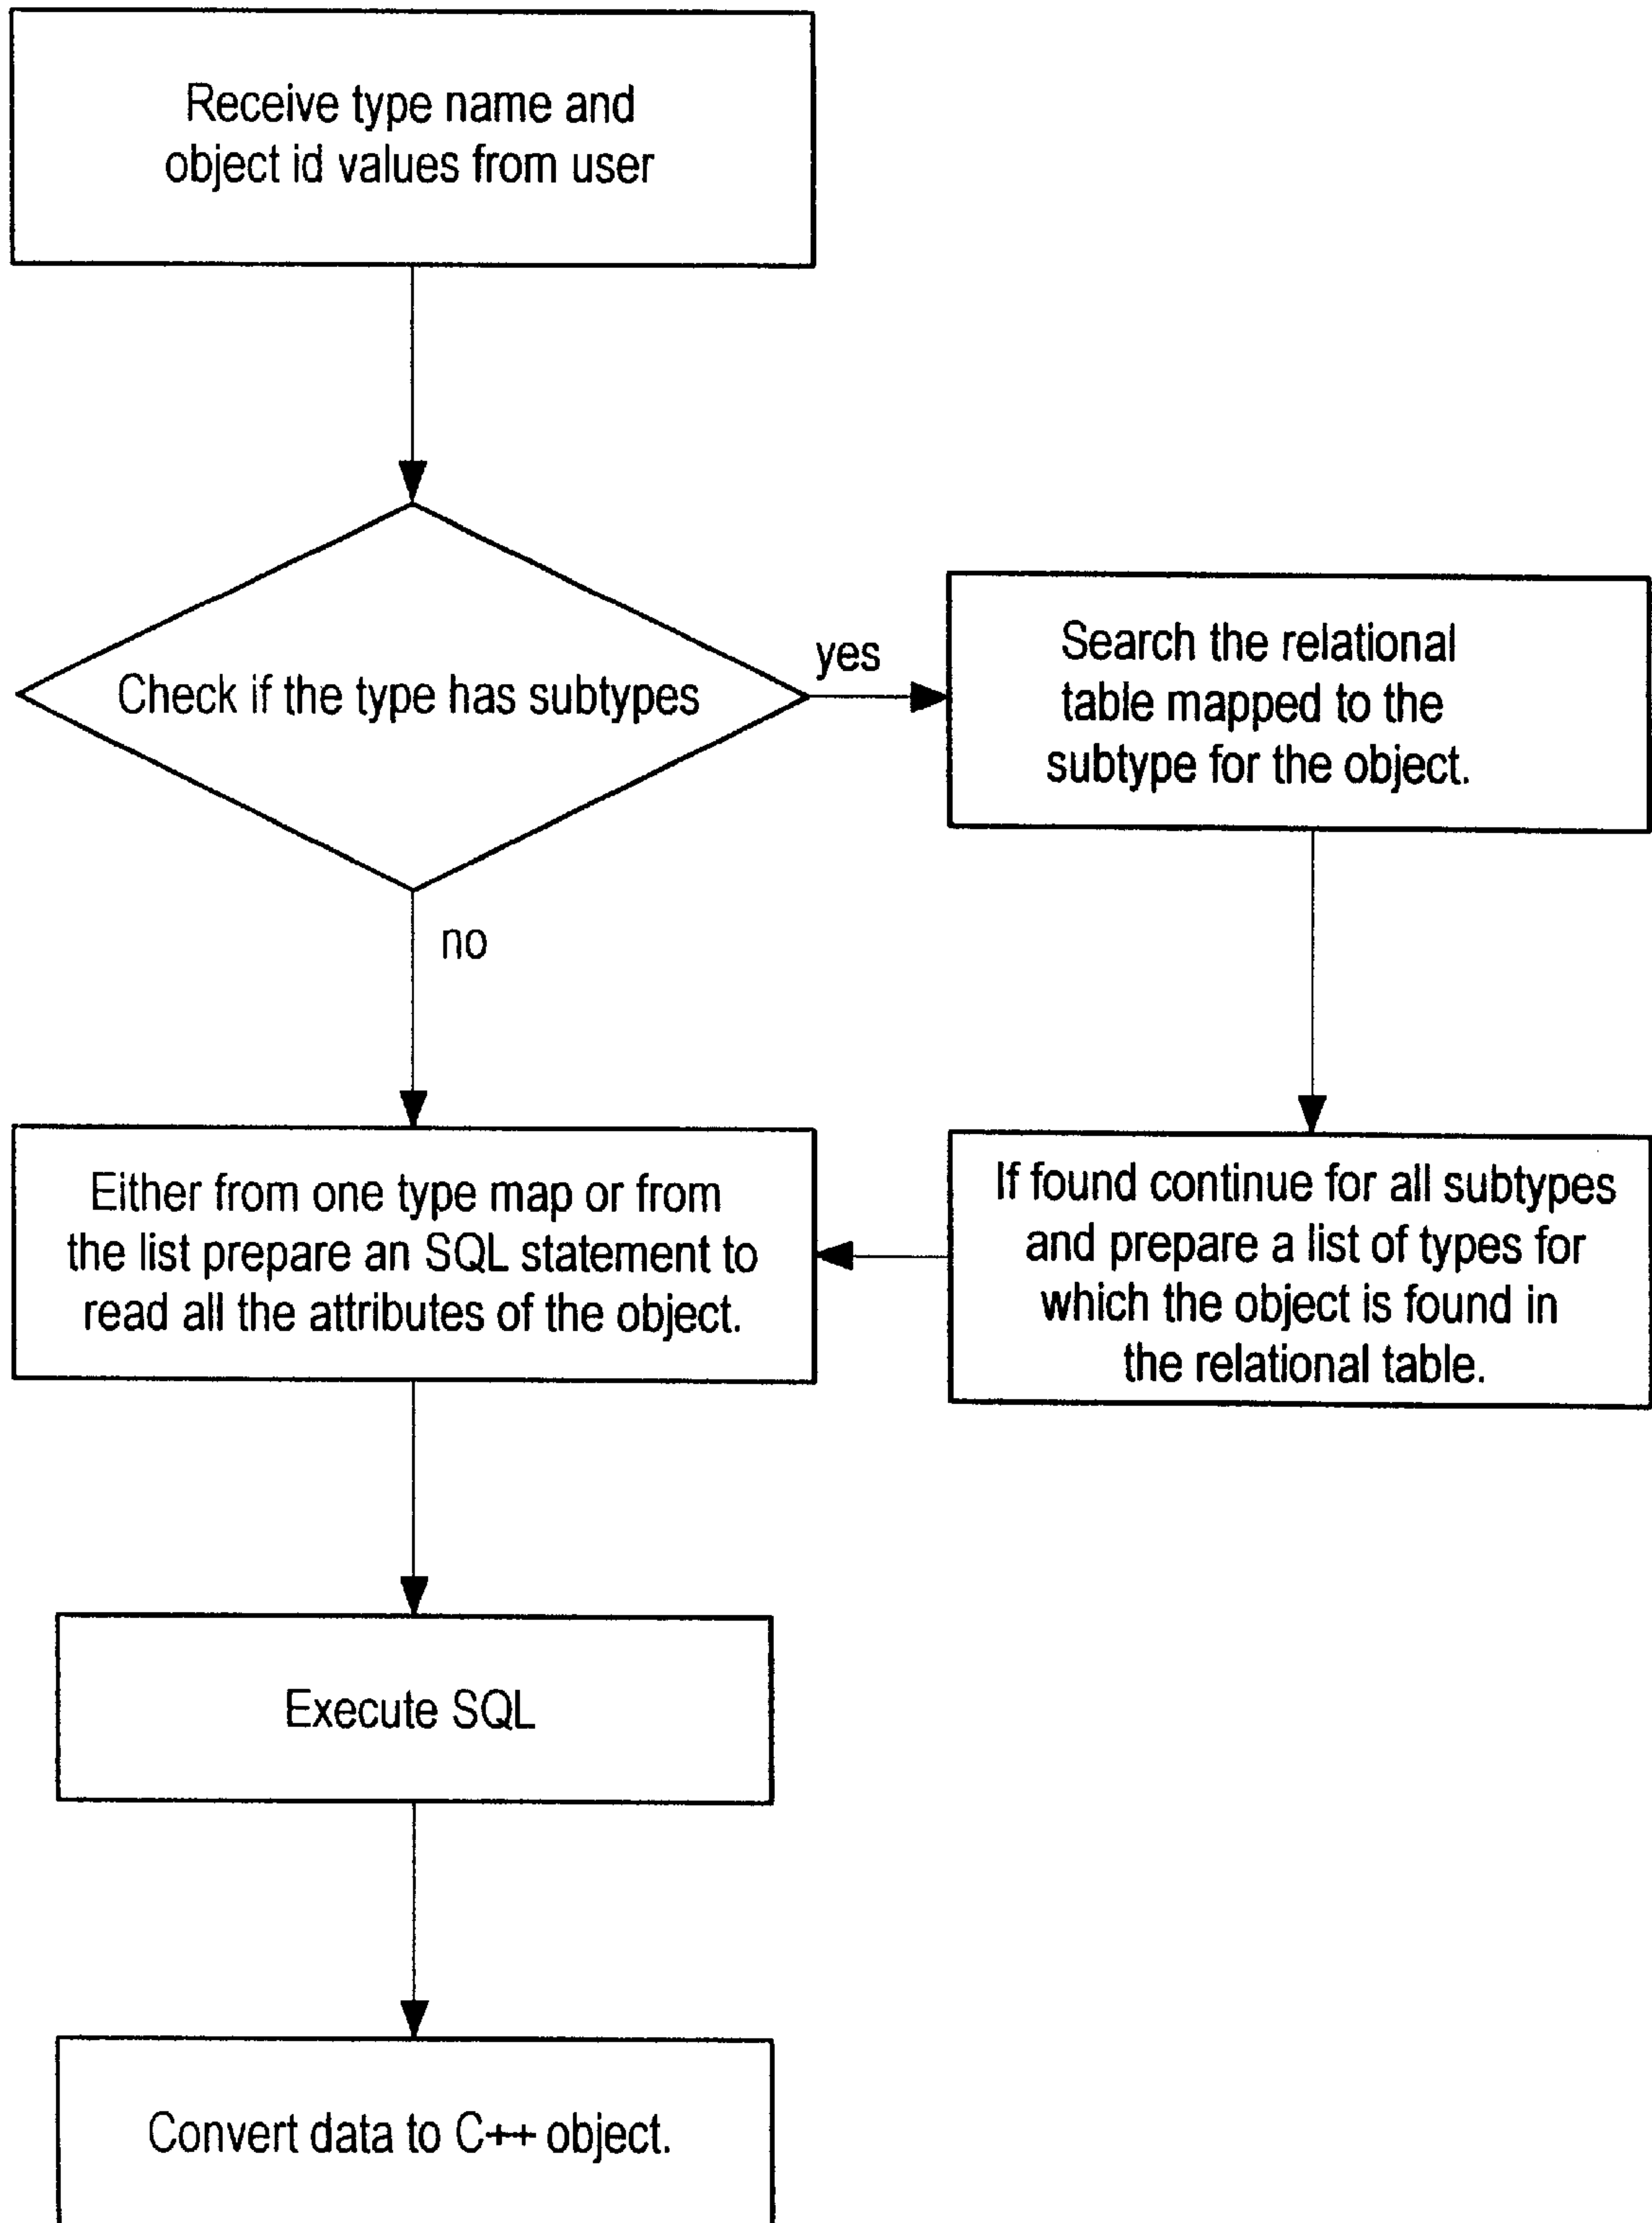 Receive type name and
object id values from user
Check if the type has subtypes
yes
Search the relational
table mapped to the
subtype for the object.
no
Either from one type map or from
the list prepare an SQL statement to
read all the attributes of the object.
If found continue for all subtypes
and prepare a list of types for
which the object is found in
the relational table.
Execute SQL
Convert data to C++ object.